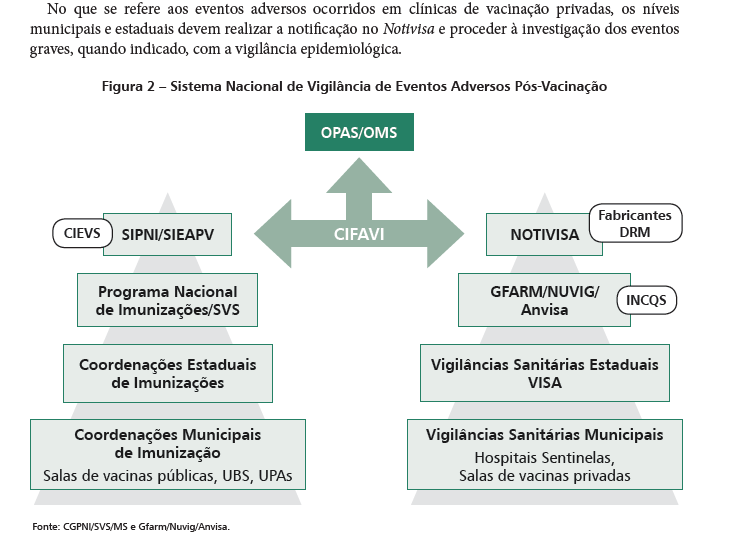 No que se refere aos eventos adversos ocorridos em clínicas de vacinação privadas, os níveis
municipais e estaduais devem realizar a notificação no Notivisa e proceder à investigação dos eventos
graves, quando indicado, com a vigilância epidemiológica.
Figura 2 – Sistema Nacional de Vigilância de Eventos Adversos Pós-Vacinação
OPAS/OMS
CIFAVI
CIEVS
SIPNI/SIEAPV
Programa Nacional
de Imunizações/SVS
Coordenações Estaduais
de Imunizações
Coordenações Municipais
de Imunização
Salas de vacinas públicas, UBS, UPAs
NOTIVISA
Fabricantes
DRM
GFARM/NUVIG/
Anvisa
INCQS
Vigilâncias Sanitárias Estaduais
VISA
Vigilâncias Sanitárias Municipais
Hospitais Sentinelas,
Salas de vacinas privadas
Fonte: CGPNI/SVS/MS e Gfarm/Nuvig/Anvisa.